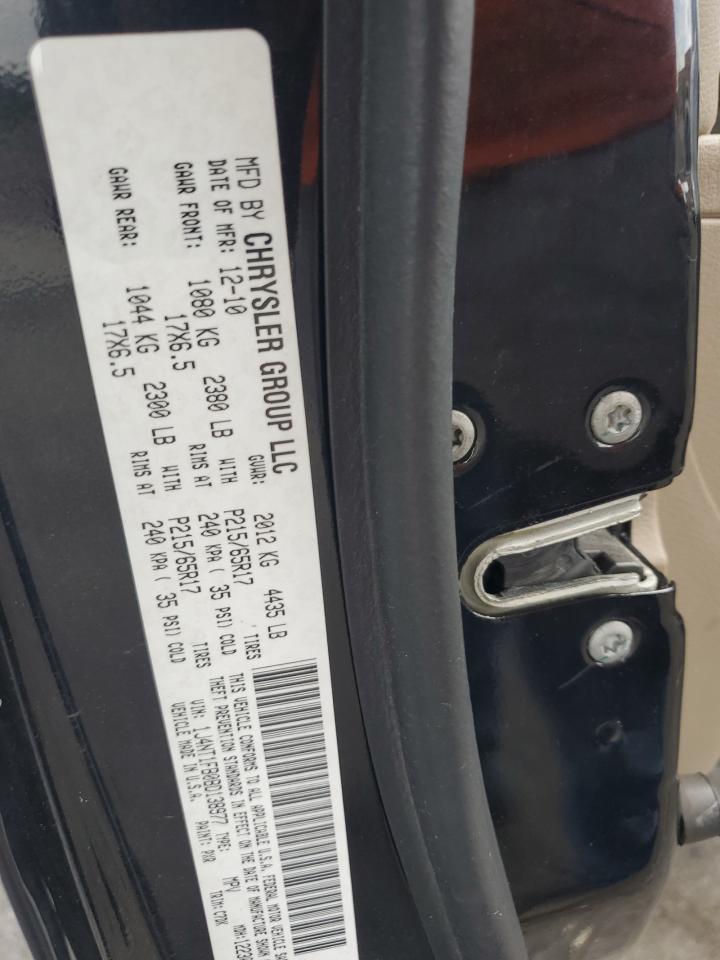 MFD BY CHRYSLER GROUP LLC
DATE OF MFR: 12-10 GVWR: 2012 KG 4435 LB
GAWR FRONT: 1080 KG 2380 LB WITH P215/65R17 TIRES
17X6.5 RIMS AT 240 KPA ( 35 PSI) COLD
GAWR REAR: 1044 KG 2300 LB WITH P215/65R17 TIRES
17X6.5 RIMS AT 240 KPA ( 35 PSI) COLD
THIS VEHICLE CONFORMS TO ALL APPLICABLE U.S.A. FEDERAL MOTOR VEHICLE
THEFT PREVENTION STANDARDS IN EFFECT ON THE DATE OF MANUFACTURE SHOWN
VIN: 1J4NT1FB0BD138977 TYPE: MPV MDH:
VEHICLE MADE IN U.S.A. PAINT: PXR TRIM: